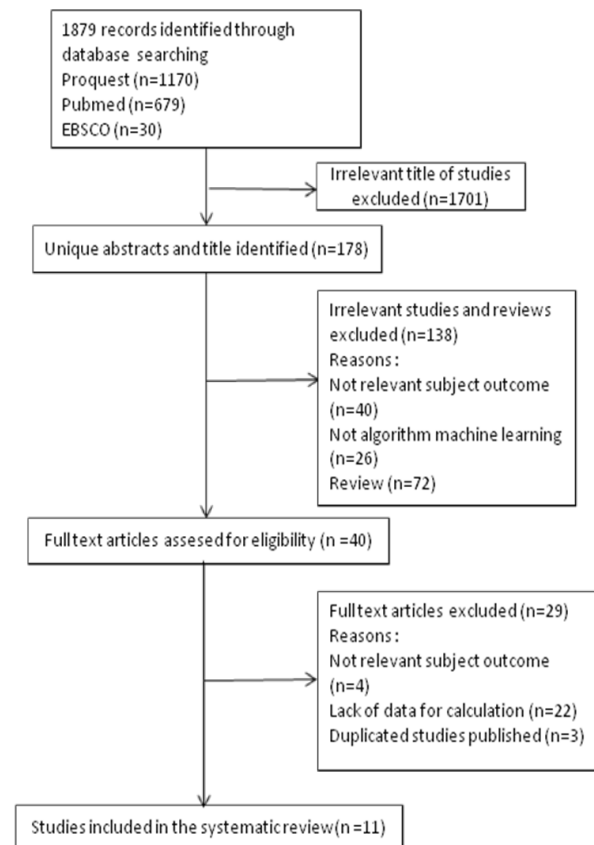 1879 records identified through
database searching
Proquest (n=1170)
Pubmed (n=679)
EBSCO (n=30)
Irrelevant title of studies
excluded (n=1701)
Unique abstracts and title identified (n=178)
Irrelevant studies and reviews
excluded (n=138)
Reasons :
Not relevant subject outcome
(n=40)
Not algorithm machine learning
(n=26)
Review (n=72)
Full text articles assesed for eligibility (n =40)
Full text articles excluded (n=29)
Reasons :
Not relevant subject outcome
(n=4)
Lack of data for calculation (n=22)
Duplicated studies published (n=3)
Studies included in the systematic review (n =11)